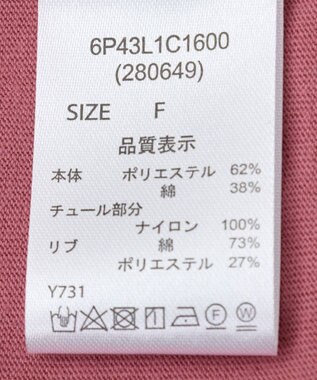 6P43L1C1600
(280649)
SIZE F
品質表示
本体 ポリエステル 62%
綿 38%
チュール部分
ナイロン 100%
リブ 綿 73%
ポリエステル 27%
Y731
F W